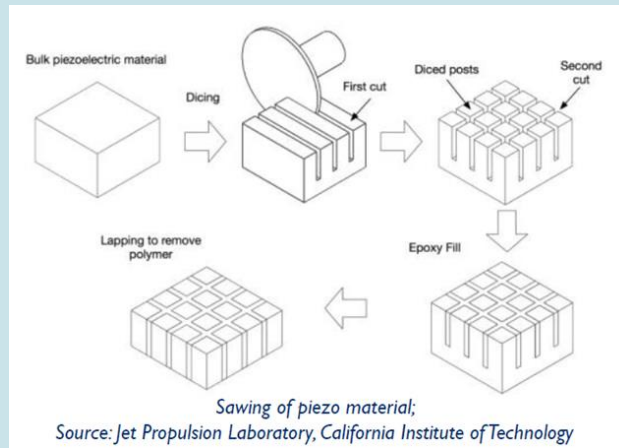 Bulk piezoelectric material
Dicing
First cut
Diced posts
Second
cut
Lapping to remove
polymer
Epoxy Fill
Sawing of piezo material;
Source: Jet Propulsion Laboratory, California Institute of Technology